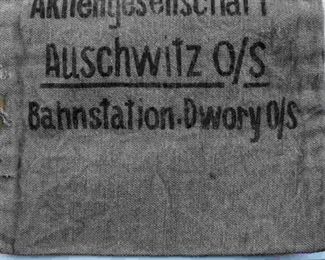 Aktiengesellschaft
Auschwitz O/S
Bahnstation-Dwory O/S